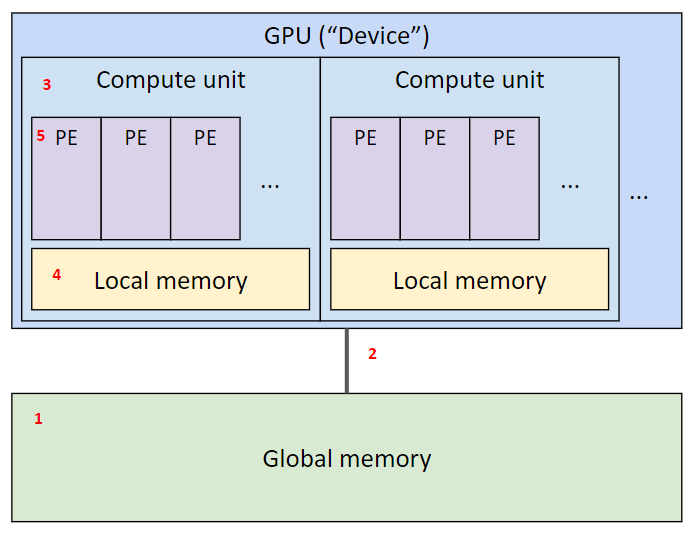 GPU (“Device”)
3 Compute unit Compute unit
5 PE PE PE PE PE PE
... ... ...
4 Local memory Local memory
2
1
Global memory